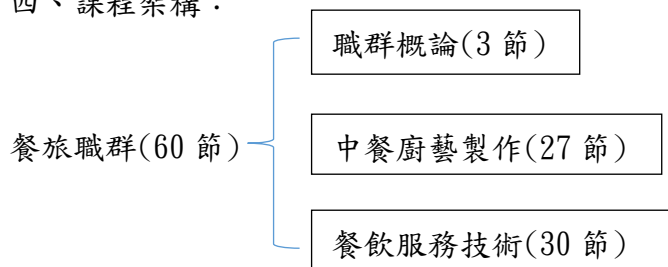 四、課程架構：
職群概論(3 節)
餐旅職群(60 節)
中餐廚藝製作(27 節)
餐飲服務技術(30 節)